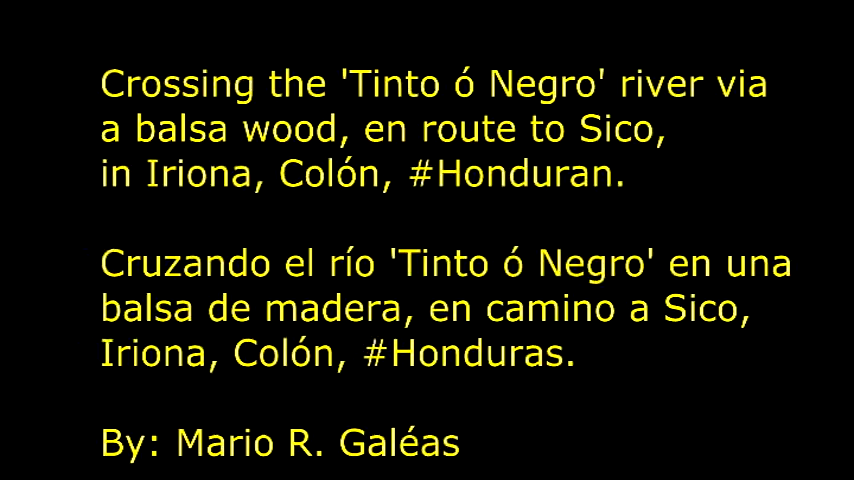 Crossing the 'Tinto ó Negro' river via
a balsa wood, en route to Sico,
in Iriona, Colón, #Honduran.
Cruzando el río 'Tinto ó Negro' en una
balsa de madera, en camino a Sico,
Iriona, Colón, #Honduras.
By: Mario R. Galéas